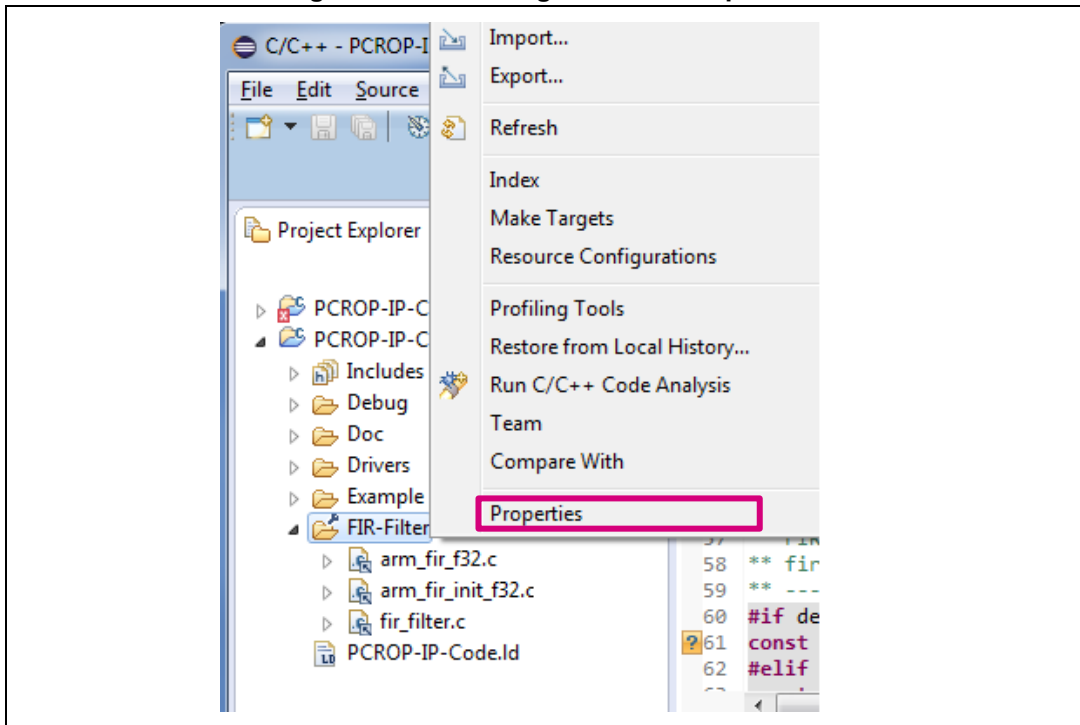 C/C++ - PCROP-I
File Edit Source
Import...
Export...
Refresh
Index
Make Targets
Resource Configurations
Profiling Tools
Restore from Local History...
Run C/C++ Code Analysis
Team
Compare With
Properties
Project Explorer
PCROP-IP-C
PCROP-IP-C
Includes
Debug
Doc
Drivers
Example
FIR-Filter
arm_fir_f32.c
arm_fir_init_f32.c
fir_filter.c
PCROP-IP-Code.ld
58 ** fir
59 ** ---
60 #if de
61 const
62 #elif